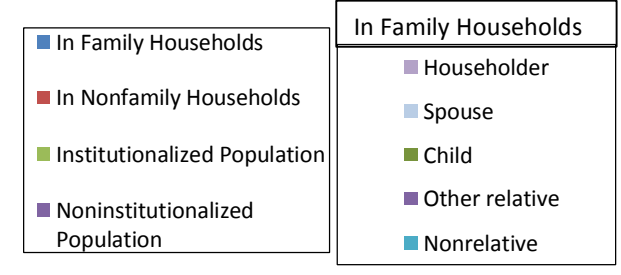 In Family Households
In Nonfamily Households
Institutionalized Population
Noninstitutionalized
Population
In Family Households
Householder
Spouse
Child
Other relative
Nonrelative